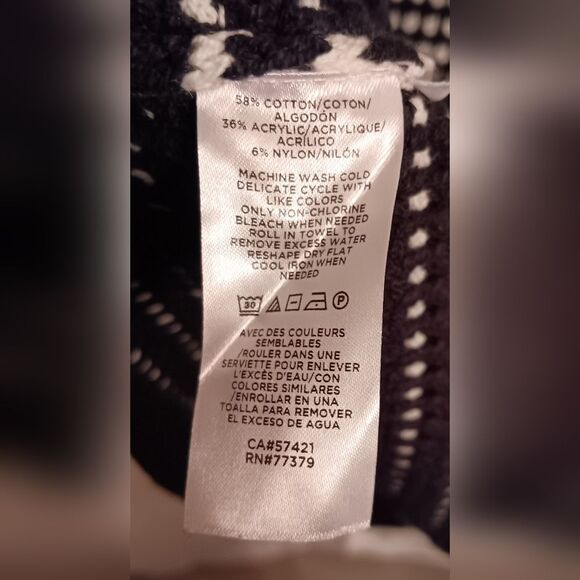 58% COTTON/COTON/
ALGODÓN
36% ACRYLIC/ACRYLIQUE/
ACRÍLICO
6% NYLON/NILÓN
MACHINE WASH COLD
DELICATE CYCLE WITH
LIKE COLORS
ONLY NON-CHLORINE
BLEACH WHEN NEEDED
ROLL IN TOWEL TO
REMOVE EXCESS WATER
RESHAPE DRY FLAT
COOL IRON WHEN
NEEDED
30 P
AVEC DES COULEURS
SEMBLABLES
/ROULER DANS UNE
SERVIETTE POUR ENLEVER
L'EXCÈS D'EAU/CON
COLORES SIMILARES
/ENROLLAR EN UNA
TOALLA PARA REMOVER
EL EXCESO DE AGUA
CA#57421
RN#77379